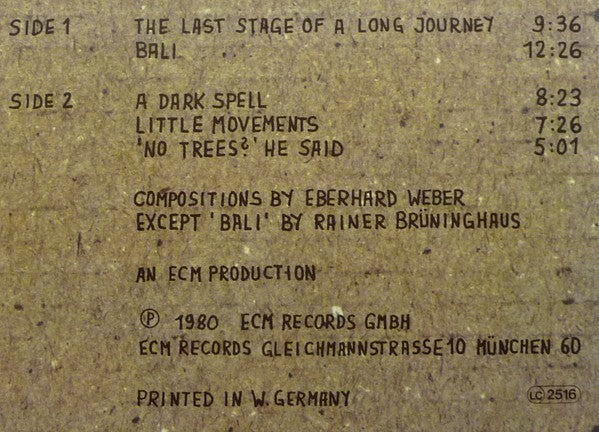 SIDE 1 THE LAST STAGE OF A LONG JOURNEY 9:36
BALI 12:26
SIDE 2 A DARK SPELL 8:23
LITTLE MOVEMENTS 7:26
'NO TREES?' HE SAID 5:01
COMPOSITIONS BY EBERHARD WEBER
EXCEPT 'BALI' BY RAINER BRÜNINGHAUS
AN ECM PRODUCTION
Ⓟ 1980 ECM RECORDS GMBH
ECM RECORDS GLEICHMANNSTRASSE 10 MÜNCHEN 60
PRINTED IN W. GERMANY
LC 2516